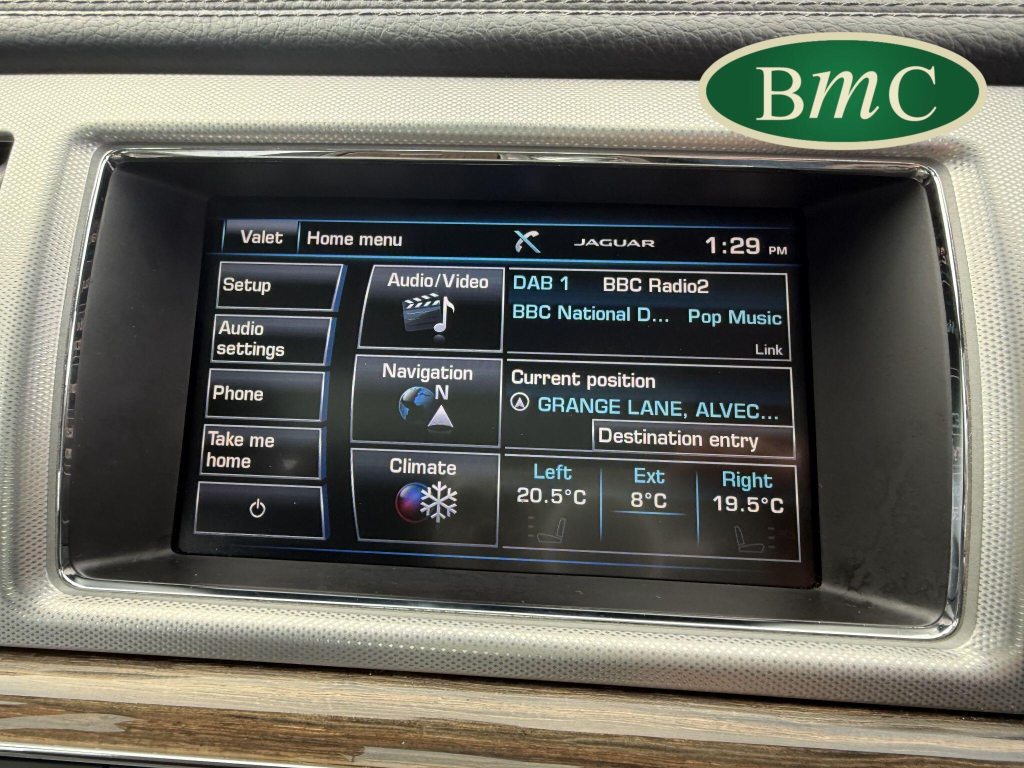 BmC
Valet
Home menu
JAGUAR
1:29 PM
Setup
Audio
settings
Phone
Take me
home
Audio/Video
Navigation
N
Climate
DAB 1
BBC Radio2
BBC National D...
Pop Music
Link
Current position
GRANGE LANE, ALVEC...
Destination entry
Left
20.5°C
Ext
8°C
Right
19.5°C